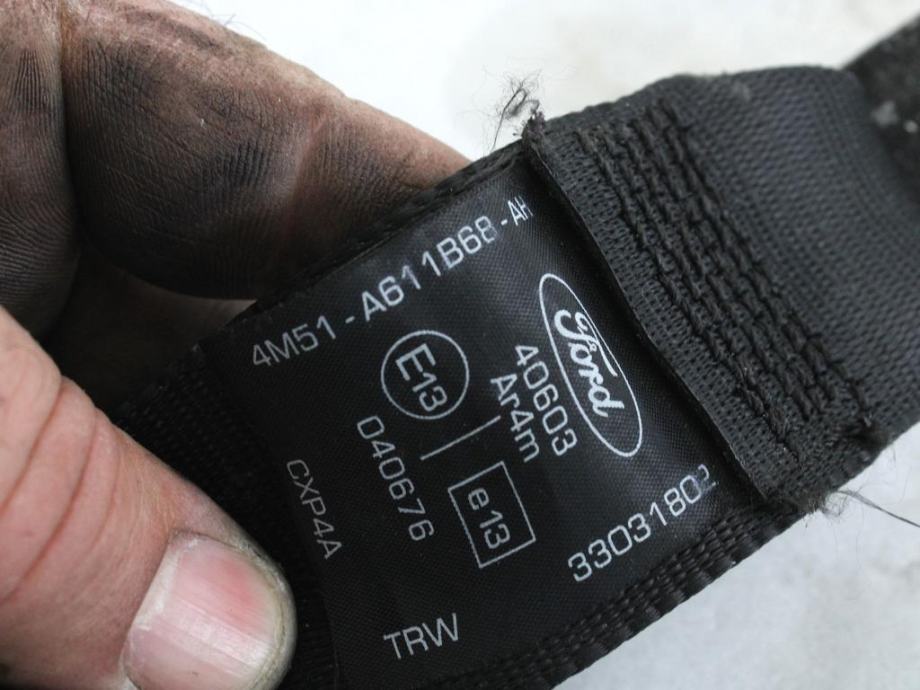 4M51-A611B68-AH
Ford
E13
40603
Ar4m
040676
e13
CXP4A
33031802
TRW